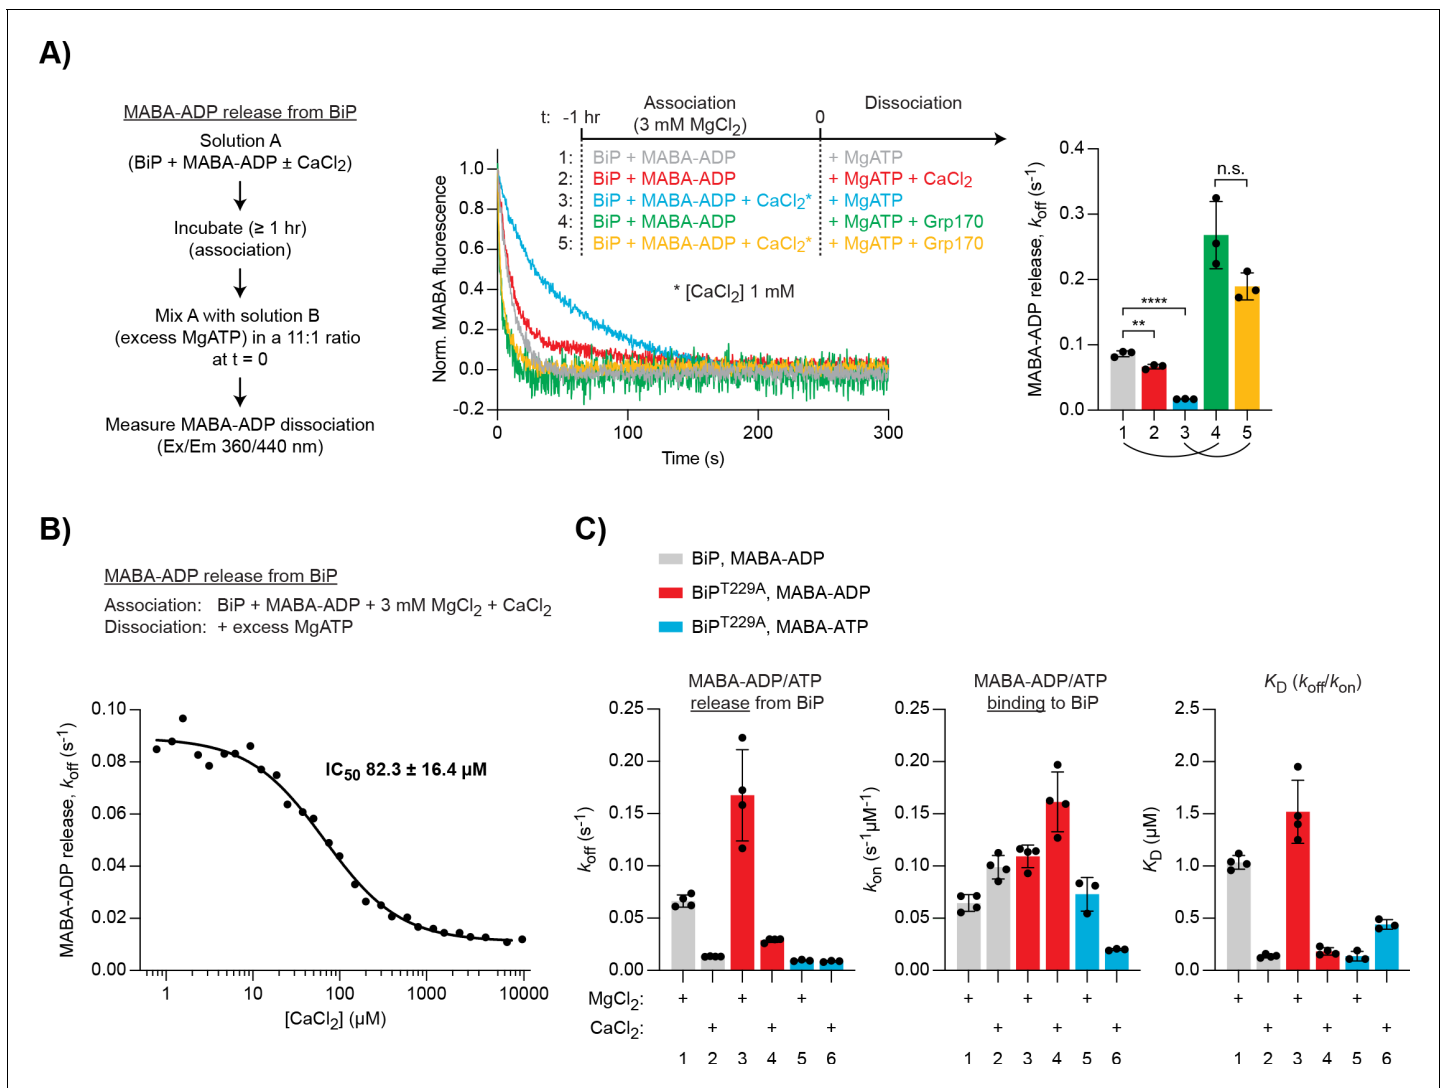 A)
MABA-ADP release from BiP
Solution A
(BiP + MABA-ADP ± CaCl2)
Incubate (≥ 1 hr)
(association)
Mix A with solution B
(excess MgATP) in a 11:1 ratio
at t = 0
Measure MABA-ADP dissociation
(Ex/Em 360/440 nm)
t: -1 hr
Association
(3 mM MgCl2)
0
Dissociation
1: BiP + MABA-ADP + MgATP
2: BiP + MABA-ADP + MgATP + CaCl2
3: BiP + MABA-ADP + CaCl2* + MgATP
4: BiP + MABA-ADP + MgATP + Grp170
5: BiP + MABA-ADP + CaCl2* + MgATP + Grp170
* [CaCl2] 1 mM
Norm. MABA fluorescence
1.0
0.8
0.6
0.4
0.2
0.0
-0.2
0 100 200 300
Time (s)
MABA-ADP release, koff (s-1)
0.4
0.3
0.2
0.1
0.0
n.s.
****
**
1 2 3 4 5
B)
MABA-ADP release from BiP
Association: BiP + MABA-ADP + 3 mM MgCl2 + CaCl2
Dissociation: + excess MgATP
MABA-ADP release, koff (s-1)
0.10
0.08
0.06
0.04
0.02
0.00
IC50 82.3 ± 16.4 µM
1 10 100 1000 10000
[CaCl2] (µM)
C)
BiP, MABA-ADP
BiPT229A, MABA-ADP
BiPT229A, MABA-ATP
MABA-ADP/ATP
release from BiP
koff (s-1)
0.25
0.20
0.15
0.10
0.05
0.00
MABA-ADP/ATP
binding to BiP
kon (s-1µM-1)
0.25
0.20
0.15
0.10
0.05
0.00
KD (koff/kon)
KD (µM)
2.5
2.0
1.5
1.0
0.5
0.0
MgCl2: + + + + + + + + +
CaCl2: + + + + + + + + +
1 2 3 4 5 6 1 2 3 4 5 6 1 2 3 4 5 6